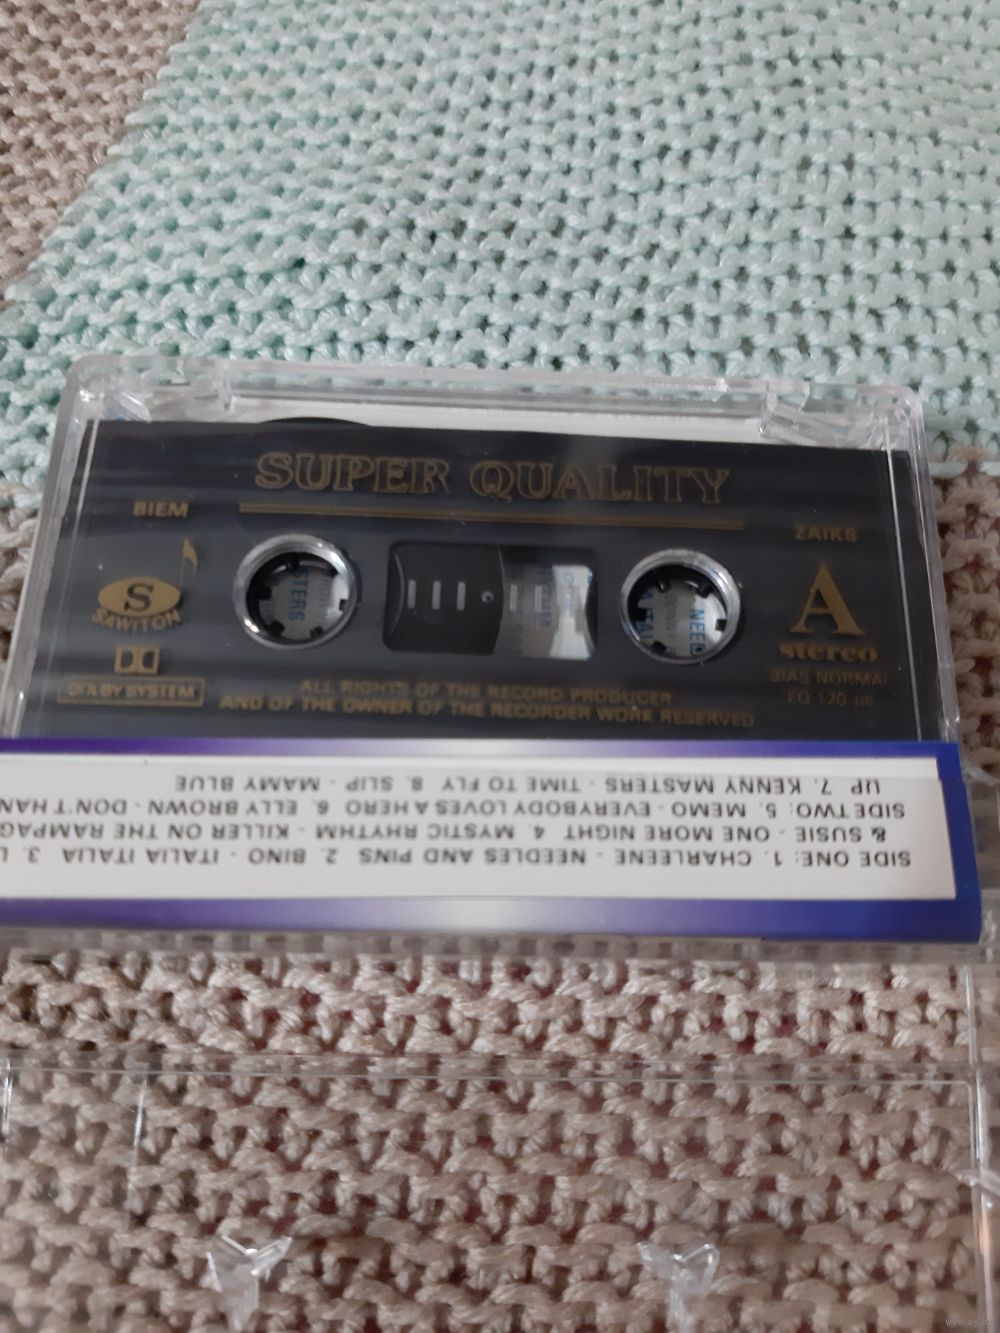 SUPER QUALITY
BIEM
ZAIKS
S
SAWITON
A
stereo
DOLBY SYSTEM
BIAS NORMAL
EQ 120 µs
ALL RIGHTS OF THE RECORD PRODUCER
AND OF THE OWNER OF THE RECORDER WORK RESERVED
SIDE ONE: 1. CHARLEENE - NEEDLES AND PINS 2. BINO - ITALIA ITALIA 3. L
& SUSIE - ONE MORE NIGHT 4. MYSTIC RHYTHM - KILLER ON THE RAMPAG
SIDE TWO: 5. MEMO - EVERYBODY LOVES A HERO 6. ELLY BROWN - DON'T HAN
UP 7. KENNY MASTERS - TIME TO FLY 8. SLIP - MAMY BLUE